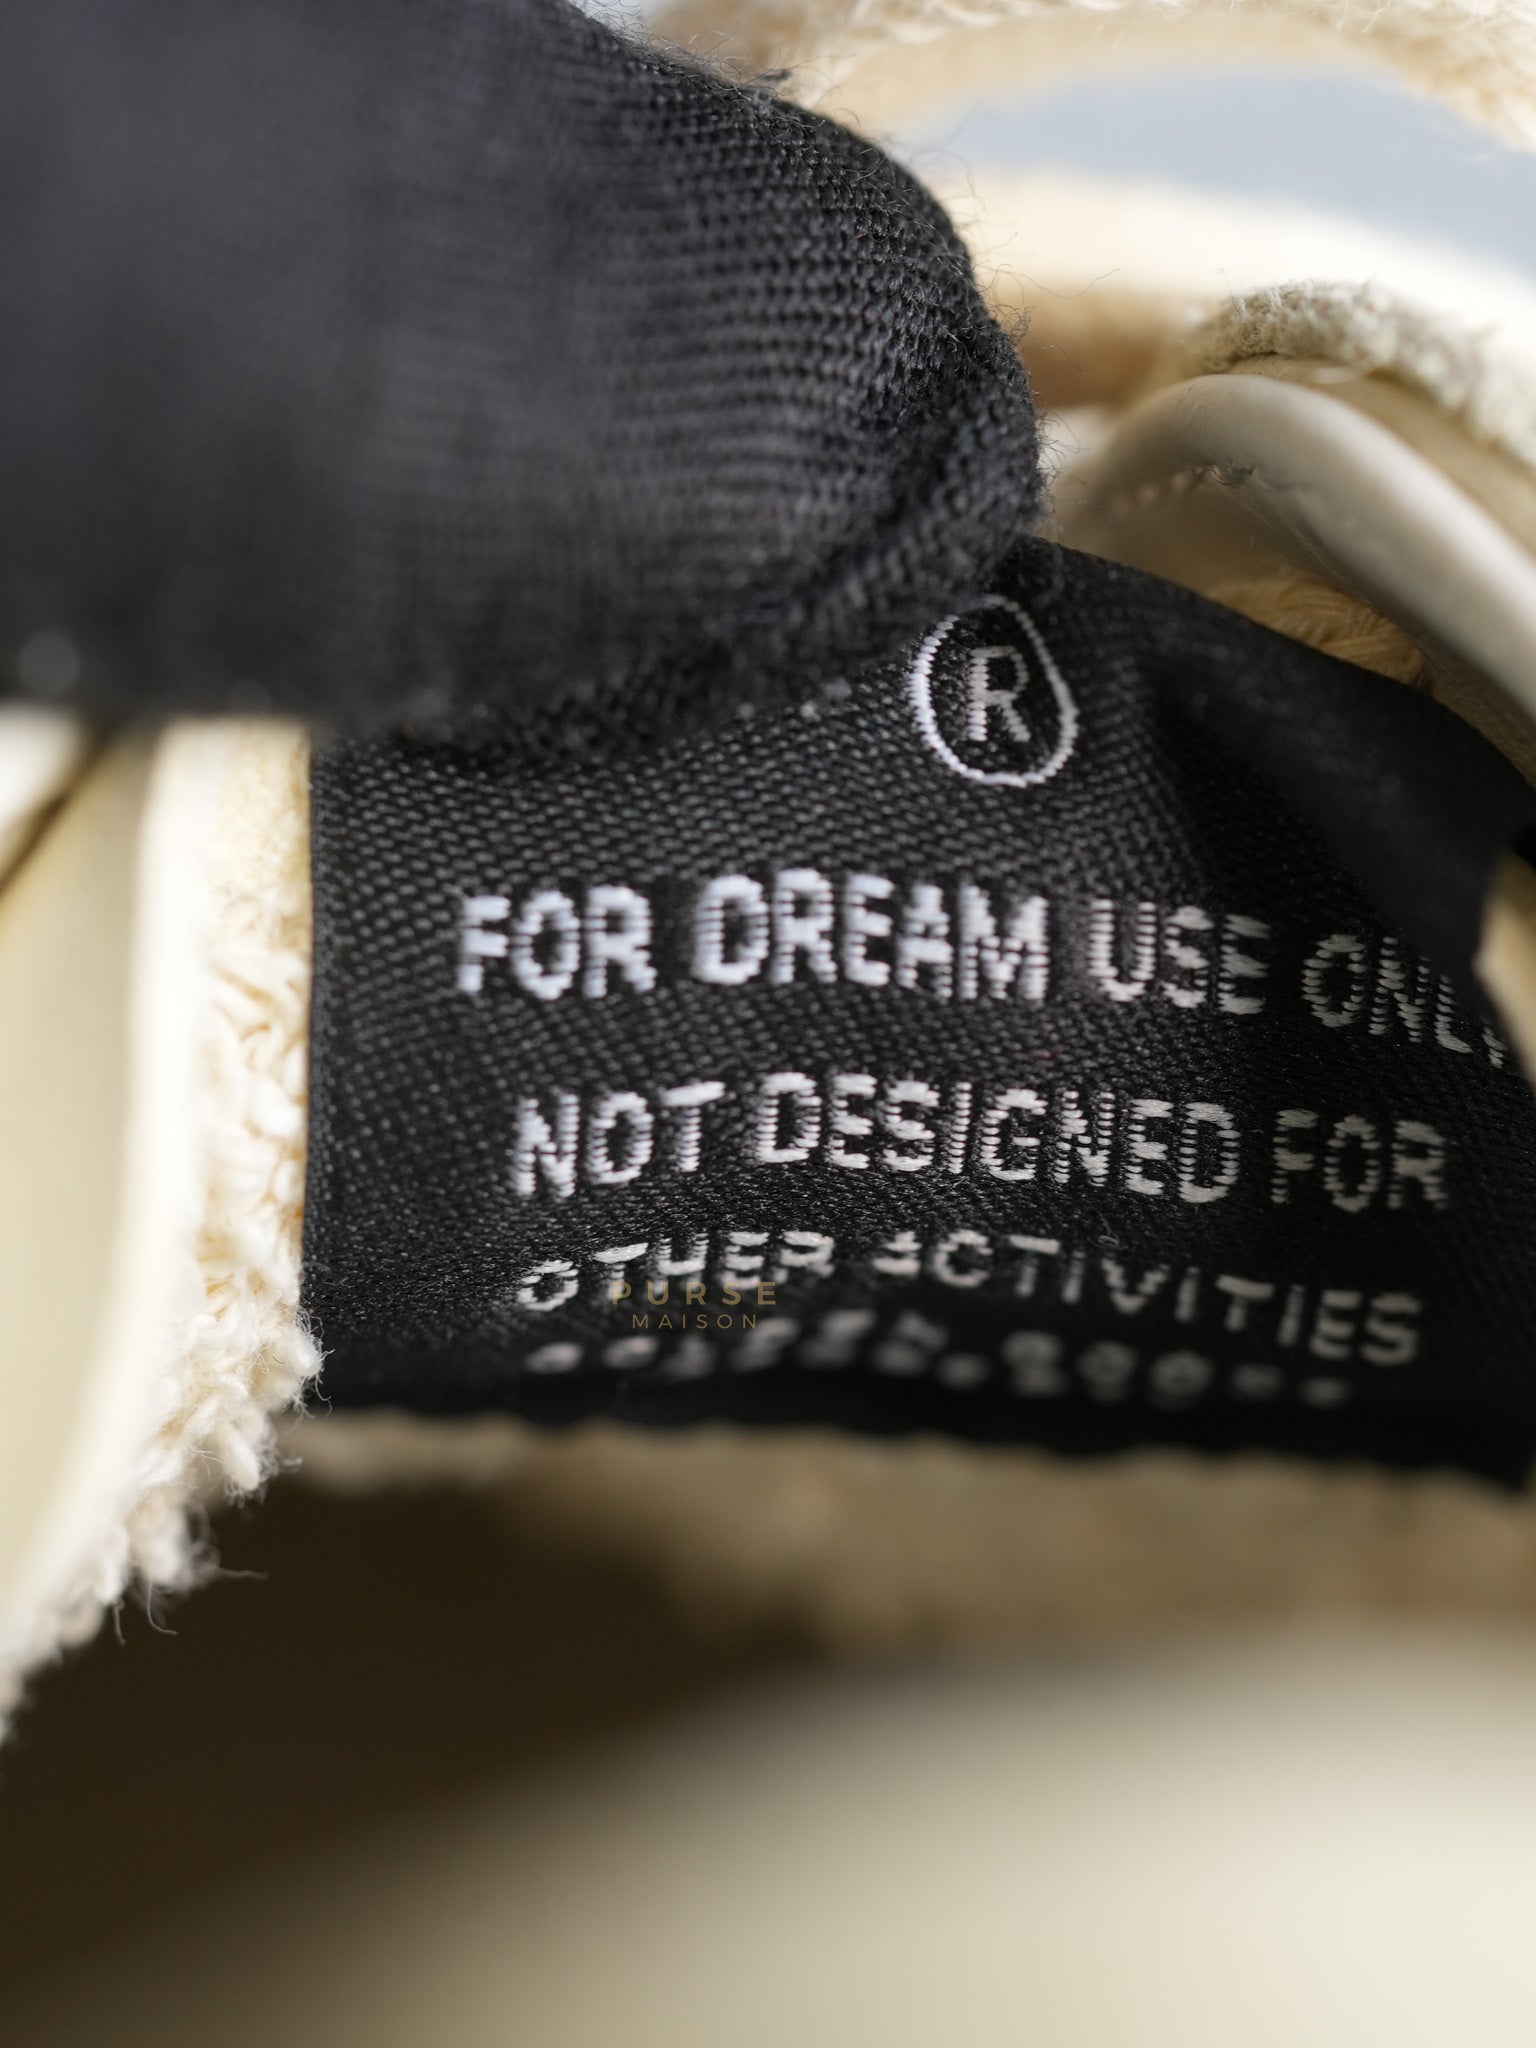 ®
FOR DREAM USE ONLY
NOT DESIGNED FOR
OTHER ACTIVITIES
PURSE
MAISON